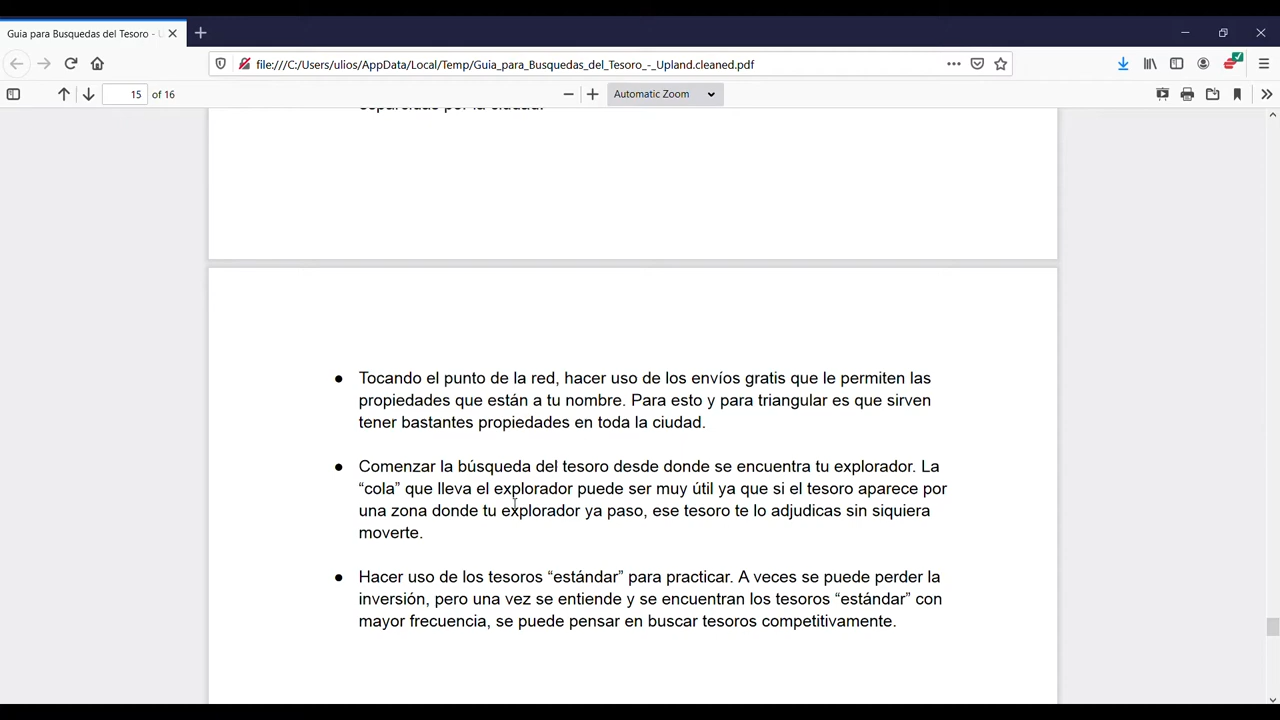 Guia para Busquedas del Tesoro - U
file:///C:/Users/ulios/AppData/Local/Temp/Guia_para_Busquedas_del_Tesoro_-_Upland.cleaned.pdf
15 of 16
Automatic Zoom
esparcidas por la ciudad.
● Tocando el punto de la red, hacer uso de los envíos gratis que le permiten las
propiedades que están a tu nombre. Para esto y para triangular es que sirven
tener bastantes propiedades en toda la ciudad.
● Comenzar la búsqueda del tesoro desde donde se encuentra tu explorador. La
“cola” que lleva el explorador puede ser muy útil ya que si el tesoro aparece por
una zona donde tu explorador ya paso, ese tesoro te lo adjudicas sin siquiera
moverte.
● Hacer uso de los tesoros “estándar” para practicar. A veces se puede perder la
inversión, pero una vez se entiende y se encuentran los tesoros “estándar” con
mayor frecuencia, se puede pensar en buscar tesoros competitivamente.